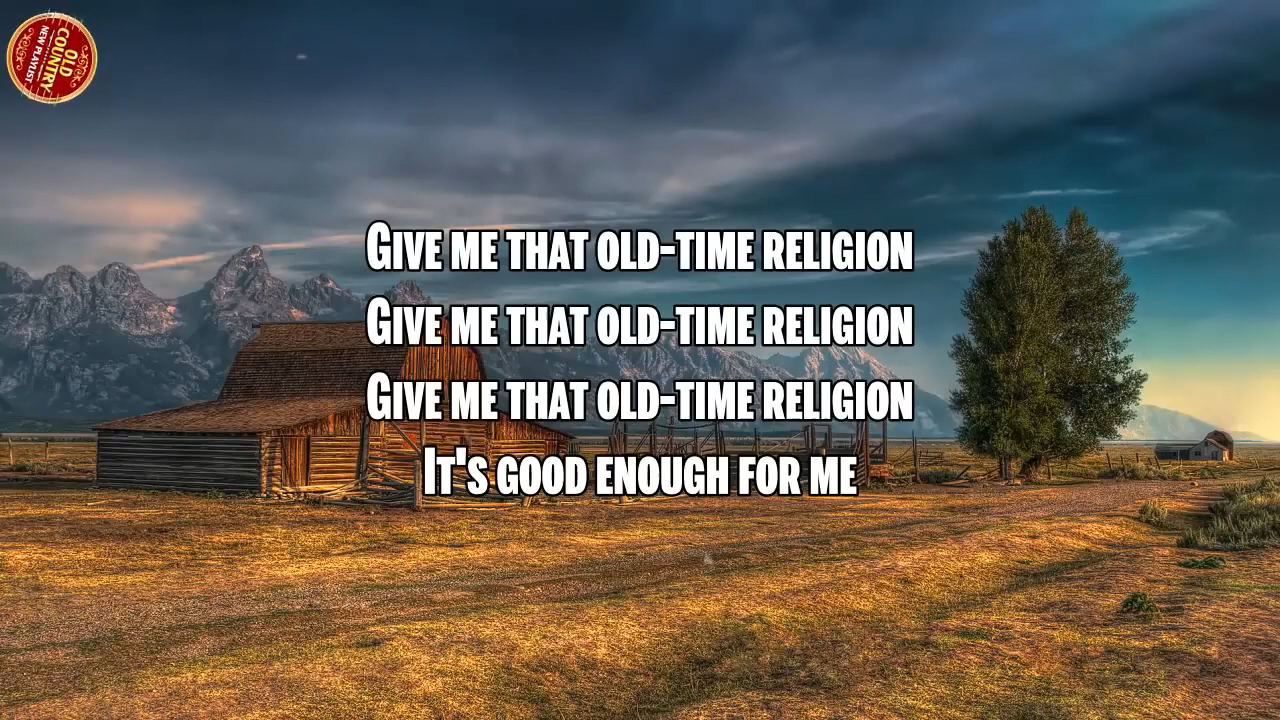 OLD
COUNTRY
NEW PLAYLIST
GIVE ME THAT OLD-TIME RELIGION
GIVE ME THAT OLD-TIME RELIGION
GIVE ME THAT OLD-TIME RELIGION
IT'S GOOD ENOUGH FOR ME